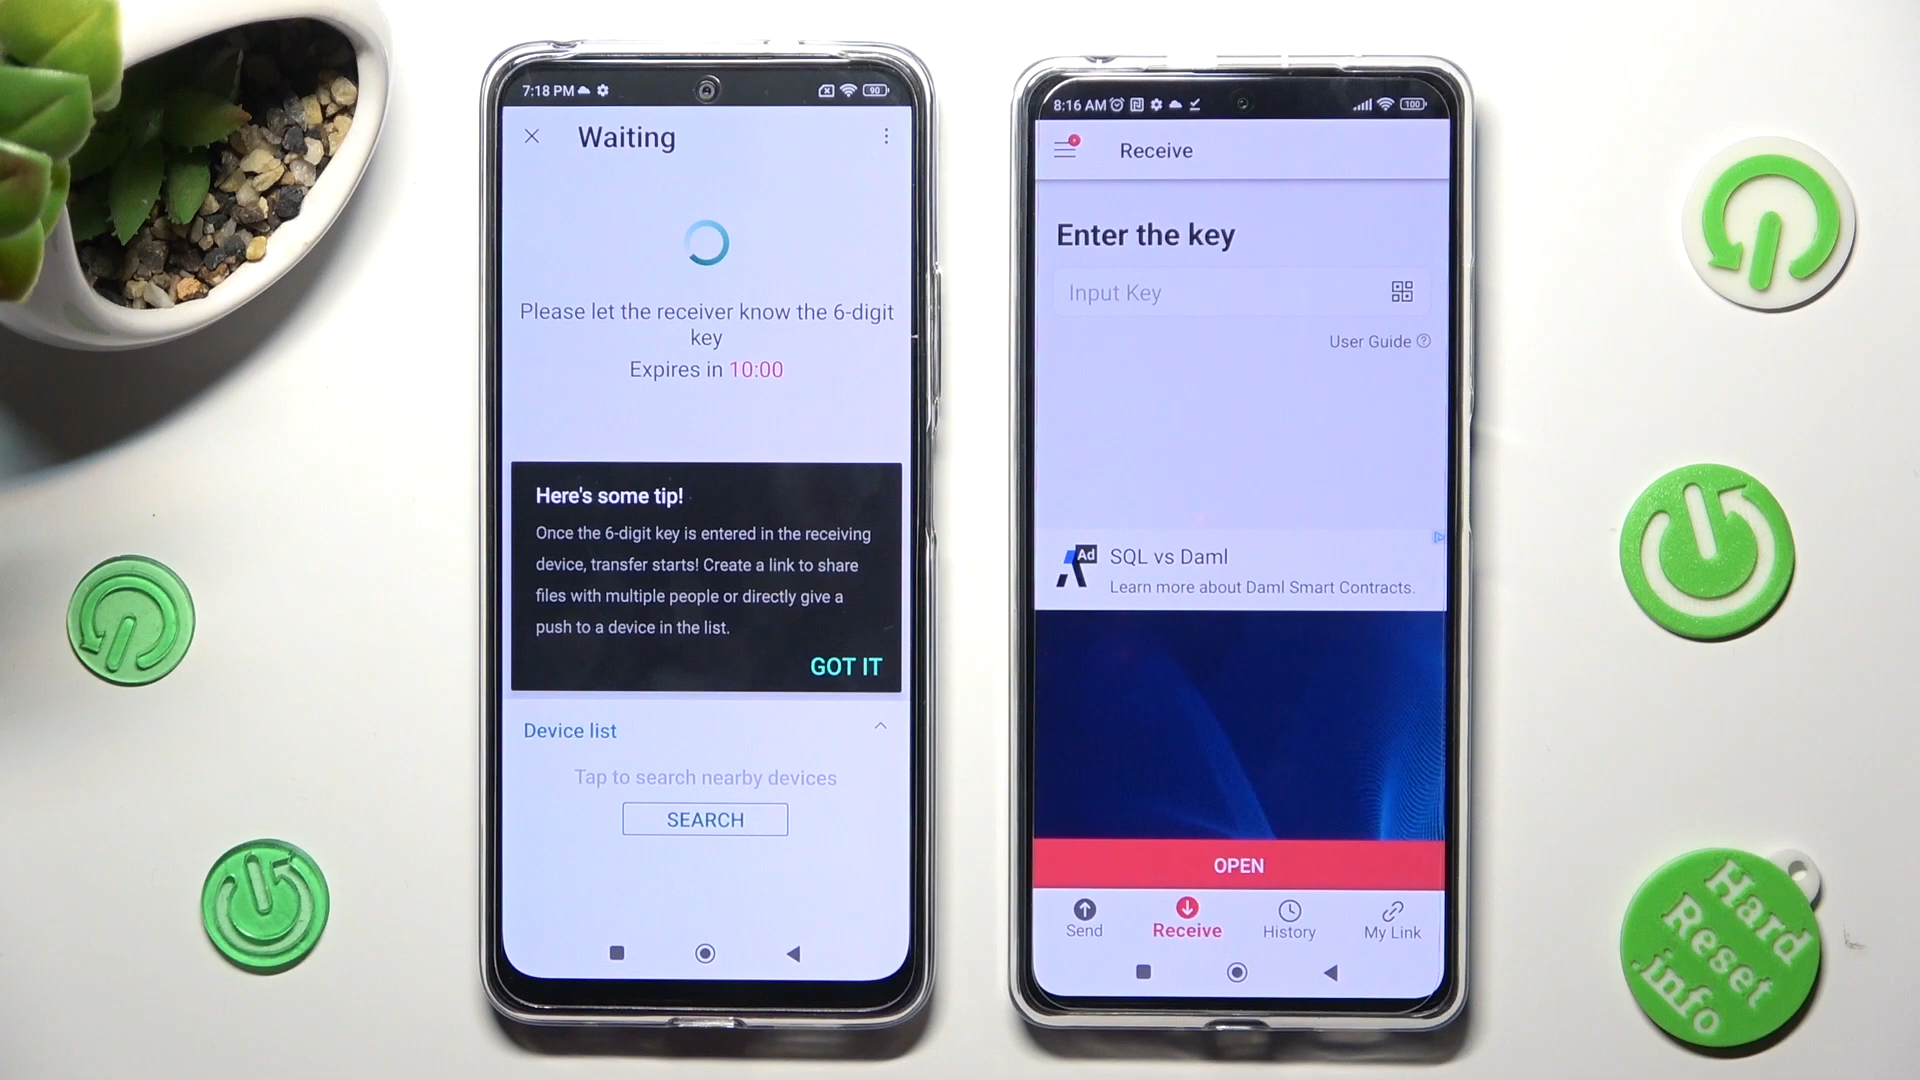 7:18 PM
90
Waiting
Please let the receiver know the 6-digit
key
Expires in 10:00
Here's some tip!
Once the 6-digit key is entered in the receiving
device, transfer starts! Create a link to share
files with multiple people or directly give a
push to a device in the list.
GOT IT
Device list
Tap to search nearby devices
SEARCH
8:16 AM
100
Receive
Enter the key
Input Key
User Guide
Ad
SQL vs Daml
Learn more about Daml Smart Contracts.
OPEN
Send
Receive
History
My Link
Hard
Reset
.info